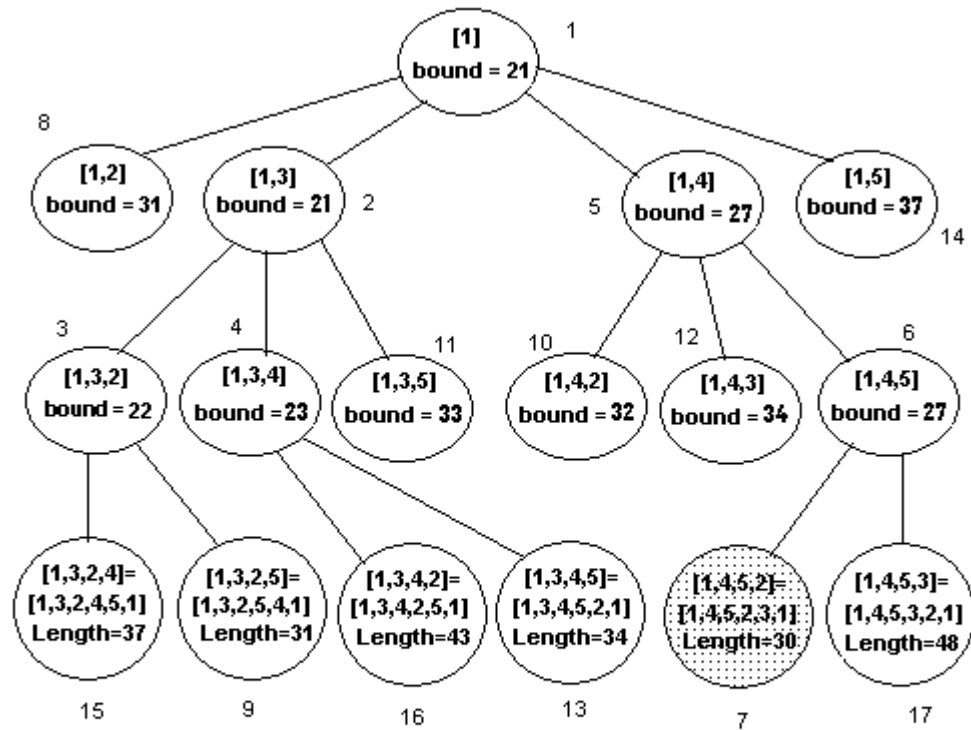 [1]
bound = 21
1
8
[1,2]
bound = 31
[1,3]
bound = 21
2
5
[1,4]
bound = 27
[1,5]
bound = 37
14
3
[1,3,2]
bound = 22
4
[1,3,4]
bound = 23
11
[1,3,5]
bound = 33
10
[1,4,2]
bound = 32
12
[1,4,3]
bound = 34
6
[1,4,5]
bound = 27
[1,3,2,4]=
[1,3,2,4,5,1]
Length=37
15
[1,3,2,5]=
[1,3,2,5,4,1]
Length=31
9
[1,3,4,2]=
[1,3,4,2,5,1]
Length=43
16
[1,3,4,5]=
[1,3,4,5,2,1]
Length=34
13
[1,4,5,2]=
[1,4,5,2,3,1]
Length=30
7
[1,4,5,3]=
[1,4,5,3,2,1]
Length=48
17